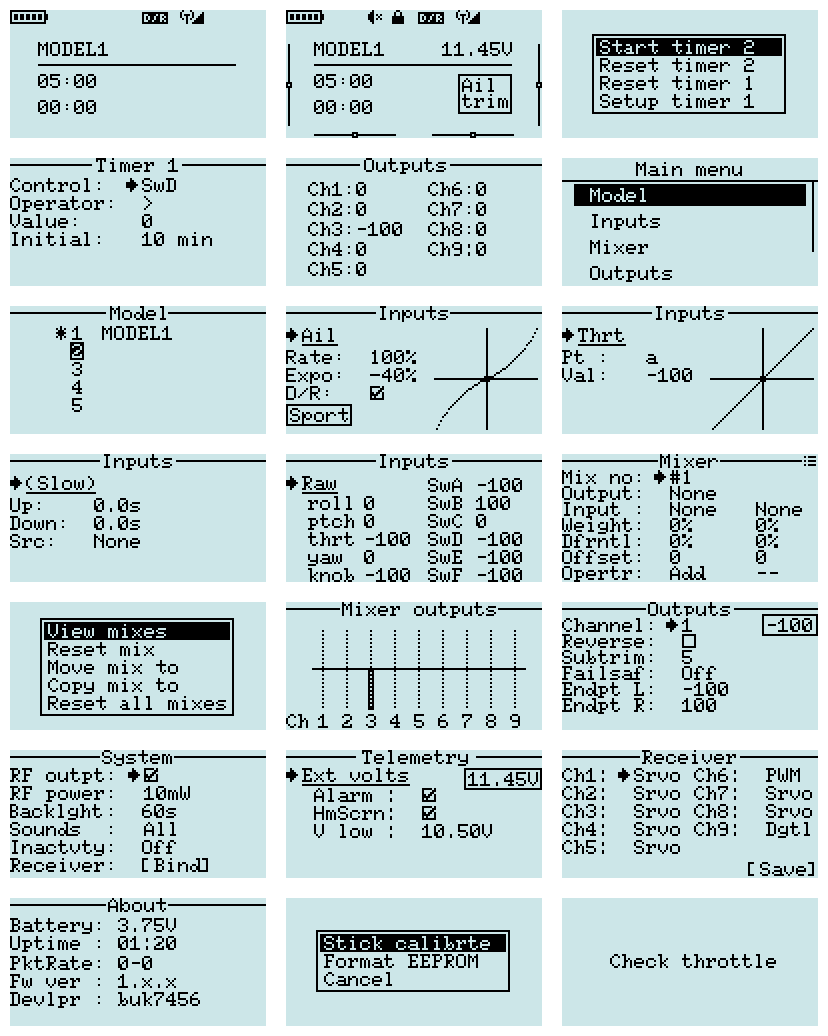 D/R
MODEL1
05:00
00:00
D/R
MODEL1 11.45V
05:00 Ail
00:00 trim
Start timer 2
Reset timer 2
Reset timer 1
Setup timer 1
Timer 1
Control: SwD
Operator: >
Value: 0
Initial: 10 min
Outputs
Ch1:0 Ch6:0
Ch2:0 Ch7:0
Ch3:-100 Ch8:0
Ch4:0 Ch9:0
Ch5:0
Main menu
Model
Inputs
Mixer
Outputs
Model
*1 MODEL1
2
3
4
5
Inputs
Ail
Rate: 100%
Expo: -40%
D/R:
Sport
Inputs
Thrt
Pt : a
Val: -100
Inputs
(Slow)
Up: 0.0s
Down: 0.0s
Src: None
Inputs
Raw SwA -100
roll 0 SwB 100
ptch 0 SwC 0
thrt -100 SwD -100
yaw 0 SwE -100
knob -100 SwF -100
Mixer
Mix no: #1
Output: None
Input : None None
Weight: 0% 0%
Dfrntl: 0% 0%
Offset: 0 0
Opertr: Add --
View mixes
Reset mix
Move mix to
Copy mix to
Reset all mixes
Mixer outputs
Ch 1 2 3 4 5 6 7 8 9
Outputs
Channel: 1 -100
Reverse:
Subtrim: 5
Failsaf: Off
Endpt L: -100
Endpt R: 100
System
RF outpt:
RF power: 10mW
Backlght: 60s
Sounds : All
Inactvty: Off
Receiver: [Bind]
Telemetry
Ext volts 11.45V
Alarm :
HmScrn:
V low : 10.50V
Receiver
Ch1: Srvo Ch6: PWM
Ch2: Srvo Ch7: Srvo
Ch3: Srvo Ch8: Srvo
Ch4: Srvo Ch9: Dgtl
Ch5: Srvo
[Save]
About
Battery: 3.75V
Uptime : 01:20
PktRate: 0-0
Fw ver : 1.x.x
Devlpr : buk7456
Stick calibrte
Format EEPROM
Cancel
Check throttle